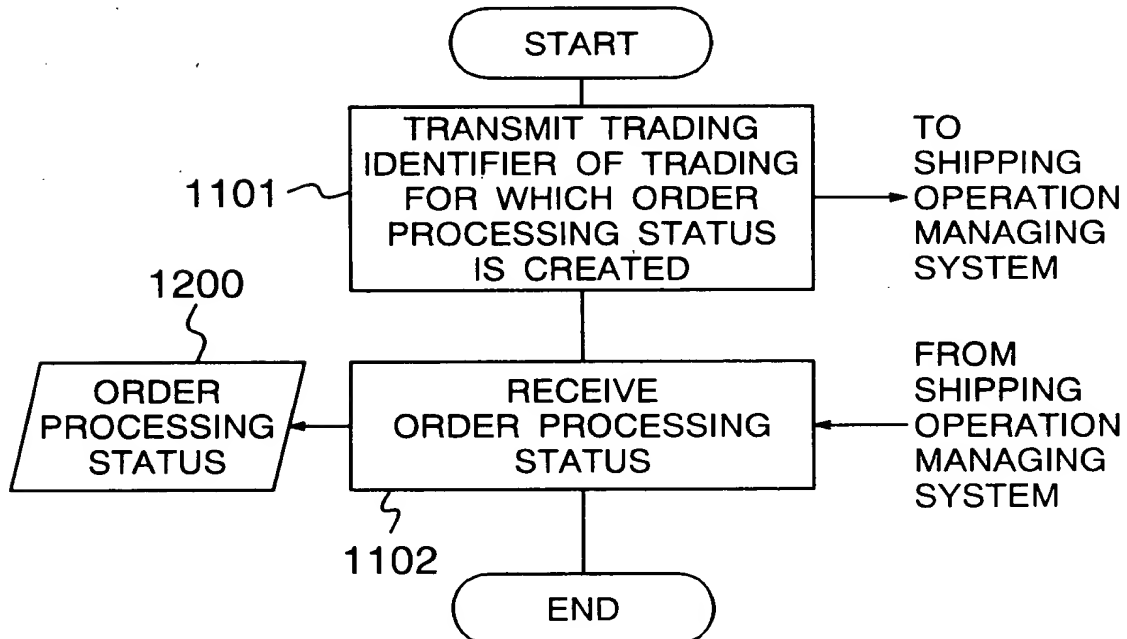 START
TRANSMIT TRADING
IDENTIFIER OF TRADING
FOR WHICH ORDER
PROCESSING STATUS
IS CREATED
1101
TO
SHIPPING
OPERATION
MANAGING
SYSTEM
1200
ORDER
PROCESSING
STATUS
RECEIVE
ORDER PROCESSING
STATUS
FROM
SHIPPING
OPERATION
MANAGING
SYSTEM
1102
END